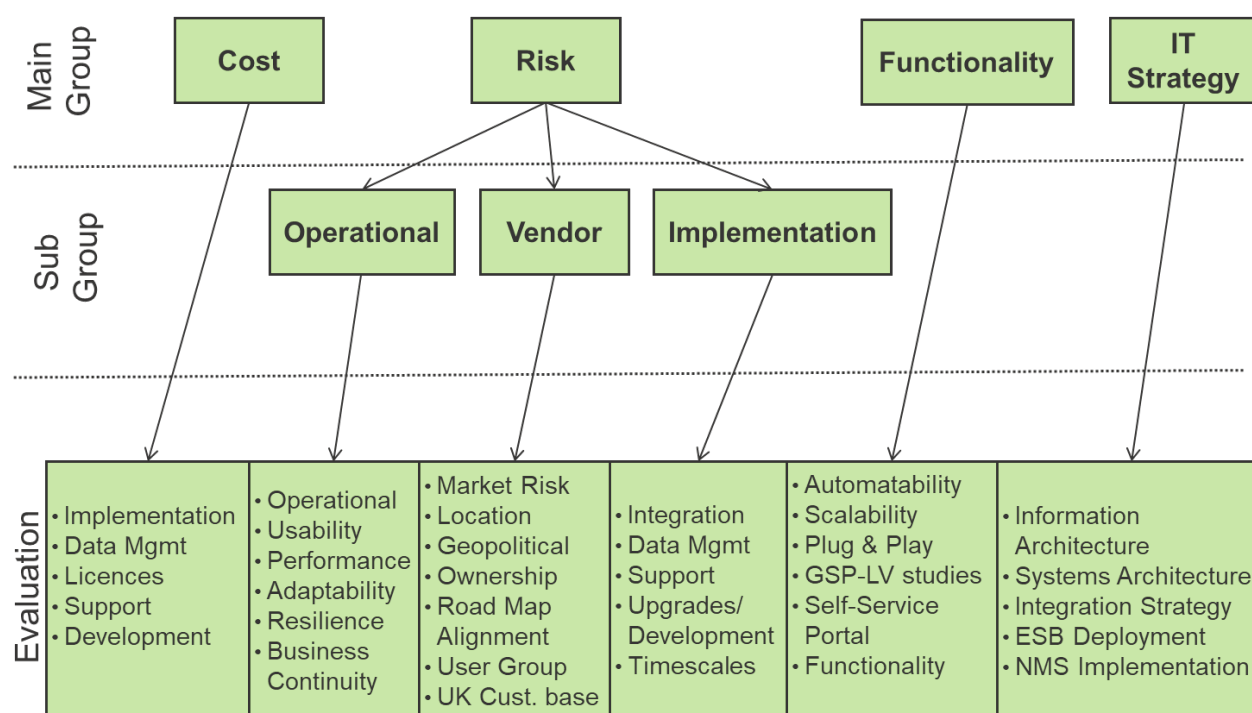 Main
Group
Cost
Risk
Functionality
IT
Strategy
Sub
Group
Operational
Vendor
Implementation
Evaluation
• Implementation
• Data Mgmt
• Licences
• Support
• Development
• Operational
• Usability
• Performance
• Adaptability
• Resilience
• Business
Continuity
• Market Risk
• Location
• Geopolitical
• Ownership
• Road Map
Alignment
• User Group
• UK Cust. base
• Integration
• Data Mgmt
• Support
• Upgrades/
Development
• Timescales
• Automatability
• Scalability
• Plug & Play
• GSP-LV studies
• Self-Service
Portal
• Functionality
• Information
Architecture
• Systems Architecture
• Integration Strategy
• ESB Deployment
• NMS Implementation